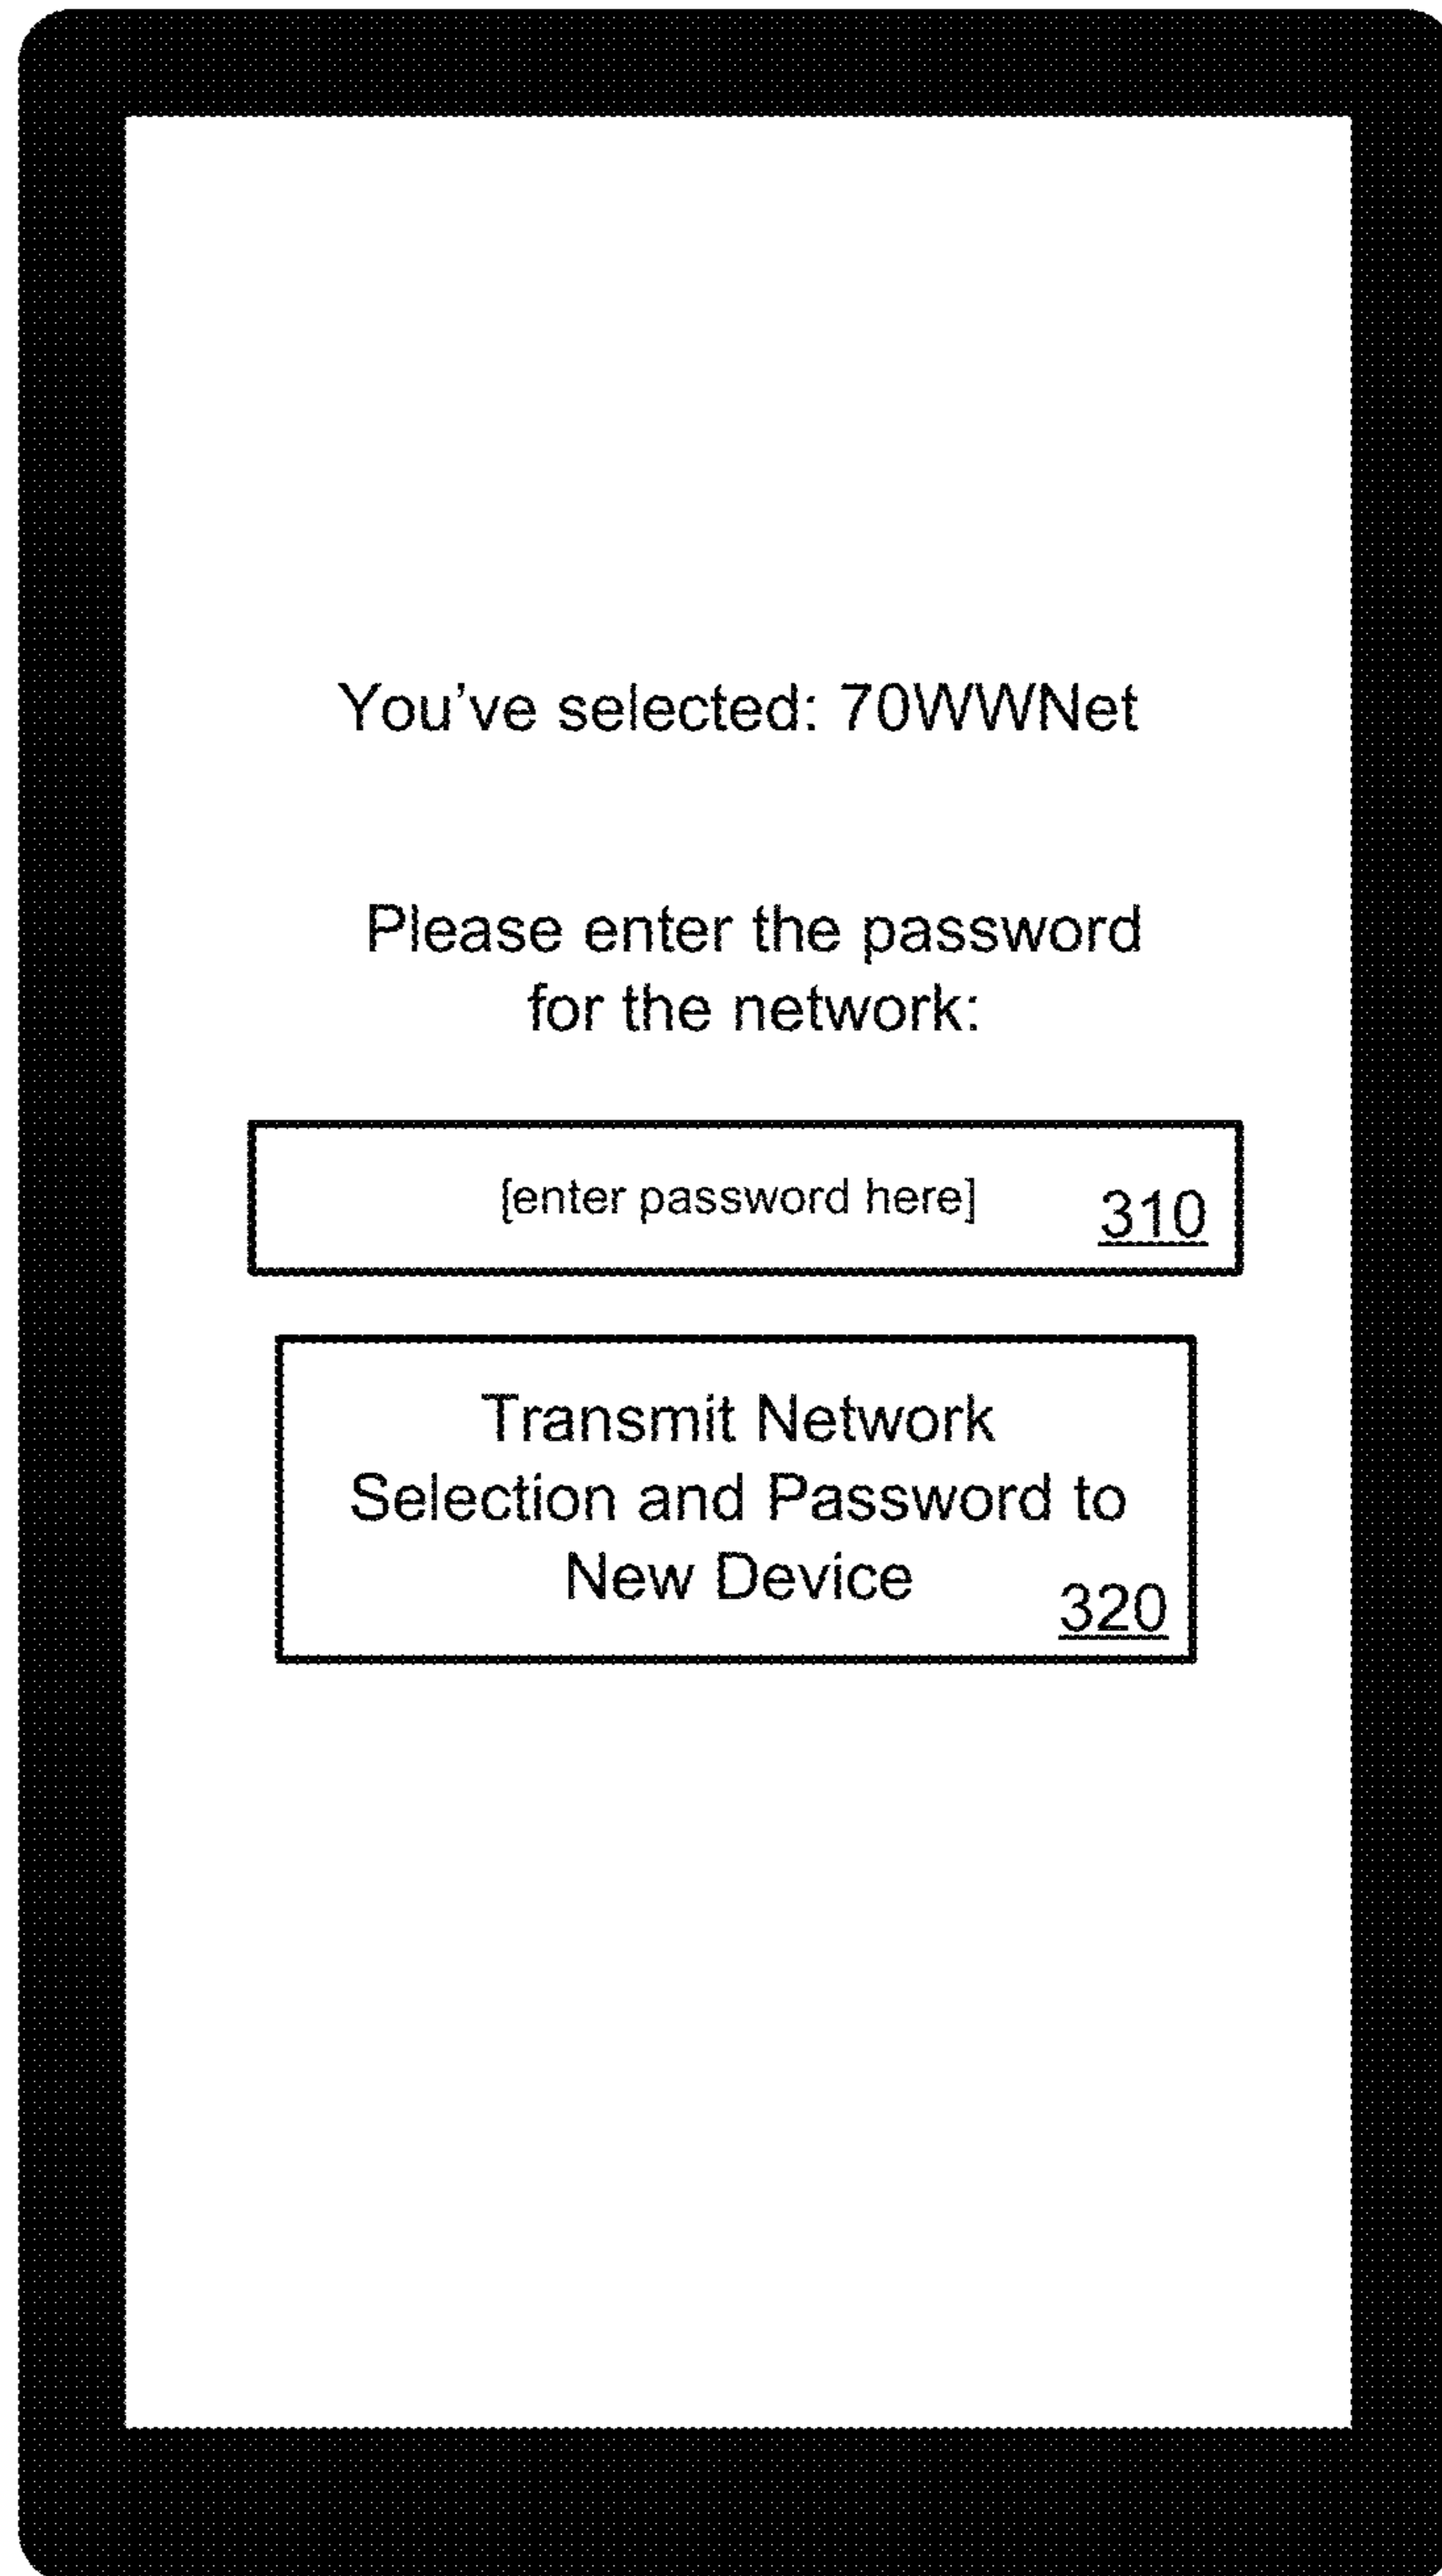 You’ve selected: 70WWNet
Please enter the password
for the network:
[enter password here] 310
Transmit Network
Selection and Password to
New Device
320